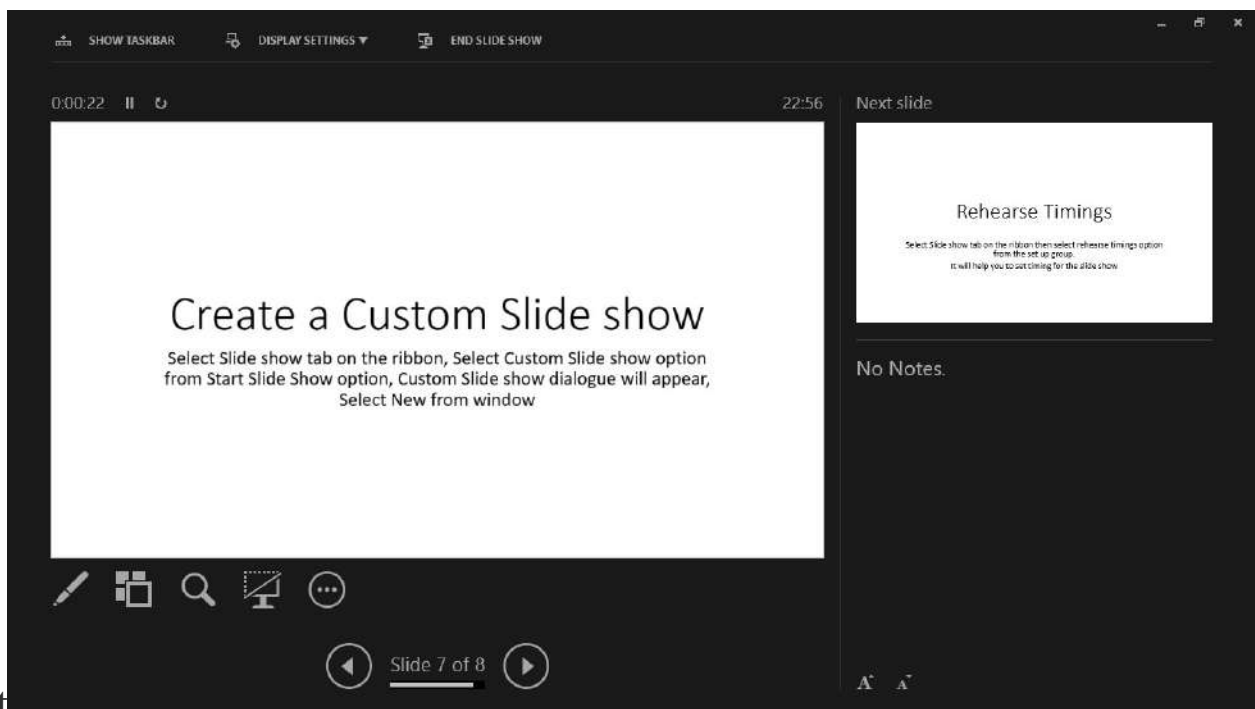 SHOW TASKBAR DISPLAY SETTINGS END SLIDE SHOW
0:00:22 22:56 Next slide
Create a Custom Slide show
Select Slide show tab on the ribbon, Select Custom Slide show option
from Start Slide Show option, Custom Slide show dialogue will appear,
Select New from window
Slide 7 of 8
Rehearse Timings
Select Slide show tab on the ribbon then select rehearse timings option
from the set up group.
It will help you to set timing for the slide show
No Notes.
A A
t